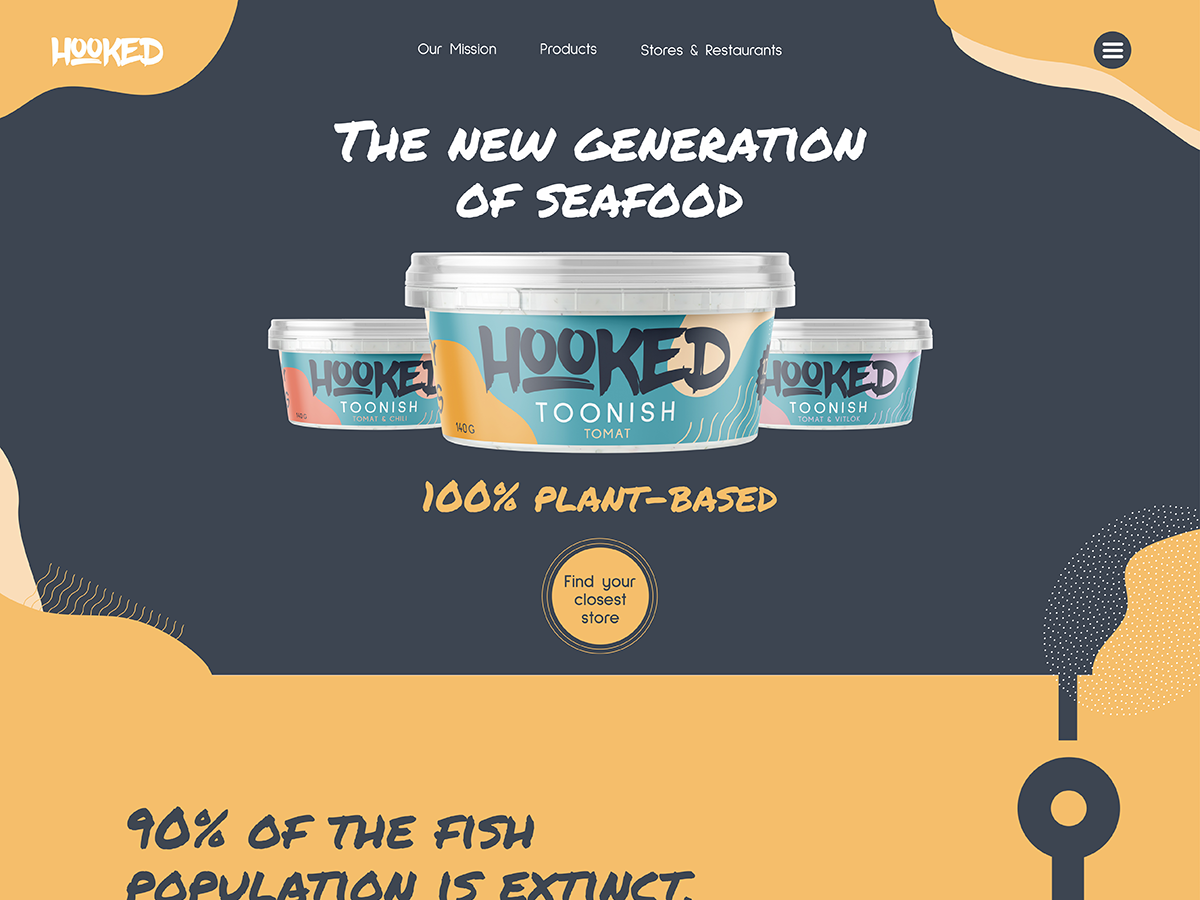 HOOKED
Our Mission
Products
Stores & Restaurants
The new generation
of seafood
HOOKED
TOONISH
TOMAT
140 G
HOOKED
TOONISH
TOMAT & CHILI
140 G
HOOKED
TOONISH
TOMAT & VITLÖK
100% plant-based
Find your
closest
store
90% of the fish
population is extinct.